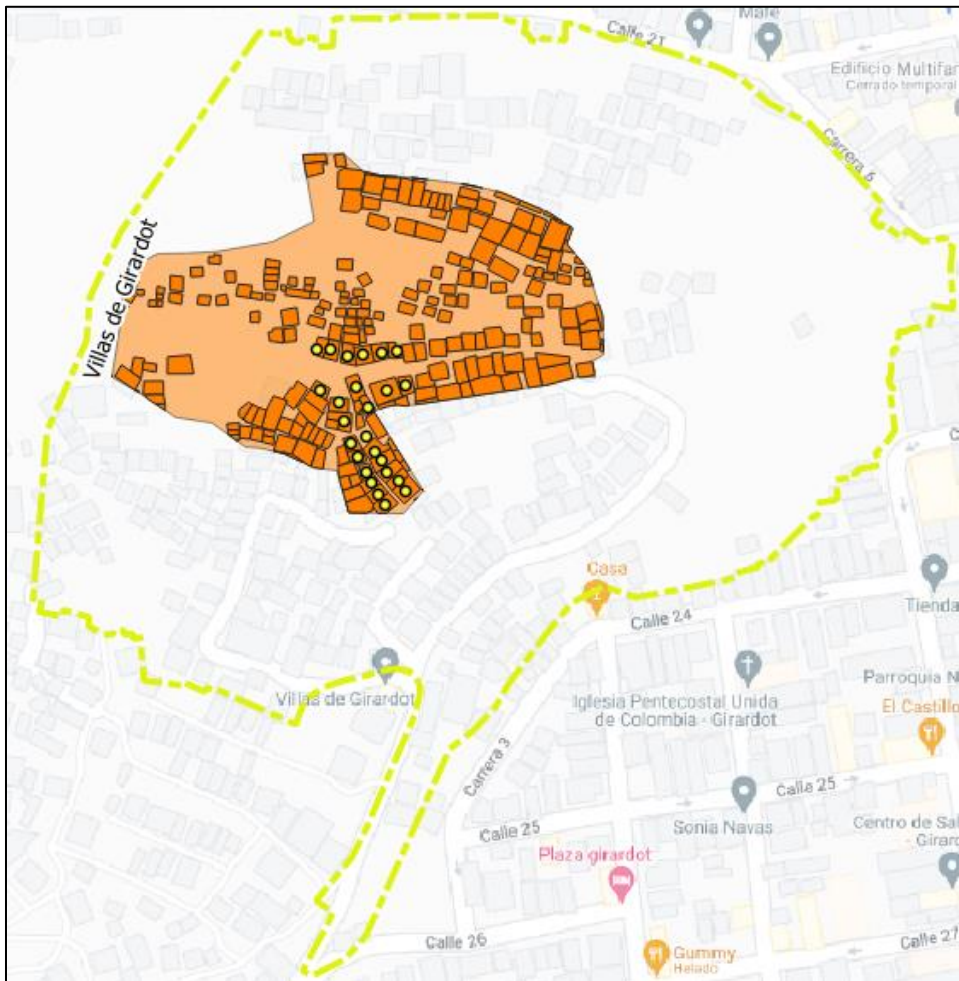 Calle 21
Male
Edificio Multifar
Cerrado temporal
Carrera 6
Villas de Girardot
Casa
Calle 24
Tienda
Villas de Girardot
Iglesia Pentecostal Unida
de Colombia - Girardot
Parroquia N
El Castillo
Carrera 3
Calle 25
Calle 25
Sonia Navas
Centro de Sal
- Girard
Plaza girardot
Calle 26
Gummy
Helado
Calle 27